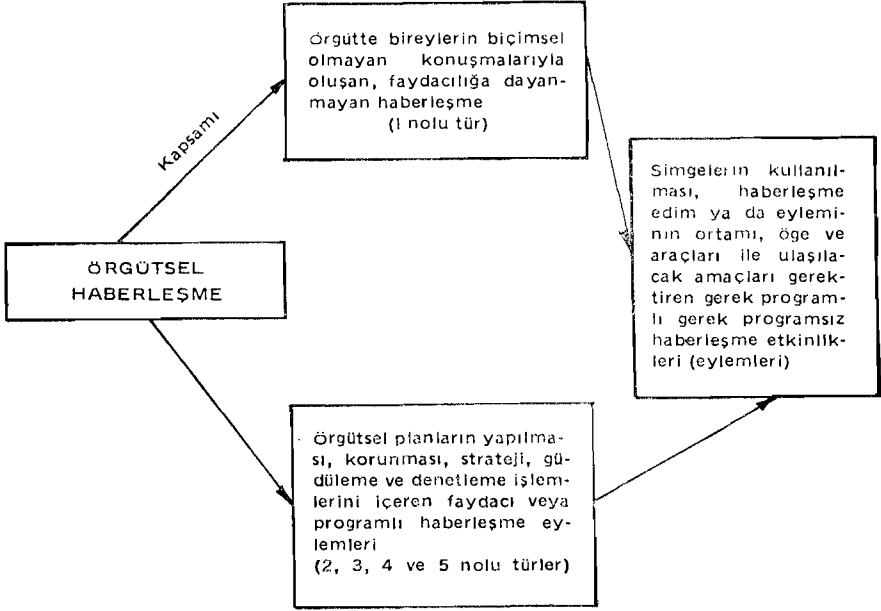 Örgütte bireylerin biçimsel
olmayan konuşmalarıyla
oluşan, faydacılığa dayan-
mayan haberleşme
(I nolu tür)
Kapsamı
ÖRGÜTSEL
HABERLEŞME
Simgelerin kullanıl-
ması, haberleşme
edim ya da eylemi-
nin ortamı, öge ve
araçları ile ulaşıla-
cak amaçları gerek-
tiren gerek program-
lı gerek programsız
haberleşme etkinlik-
leri (eylemleri)
Örgütsel planların yapılma-
sı, korunması, strateji, gü-
düleme ve denetleme işlem-
lerini içeren faydacı veya
programlı haberleşme ey-
lemleri
(2, 3, 4 ve 5 nolu türler)